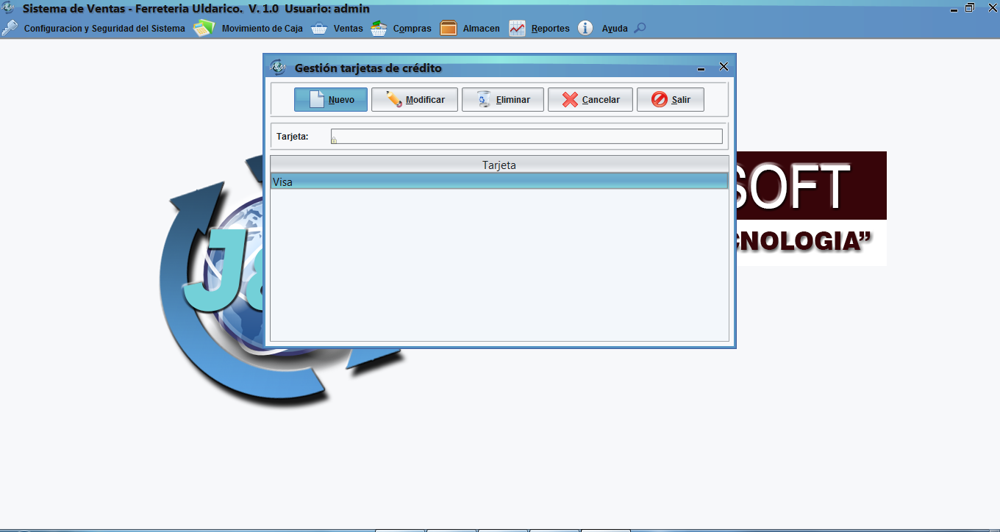 Sistema de Ventas - Ferreteria Uldarico. V. 1.0 Usuario: admin
Configuracion y Seguridad del Sistema Movimiento de Caja Ventas Compras Almacen Reportes Ayuda
Gestión tarjetas de crédito
Nuevo Modificar Eliminar Cancelar Salir
Tarjeta:
Tarjeta
Visa
J&
SOFT
CNOLOGIA”